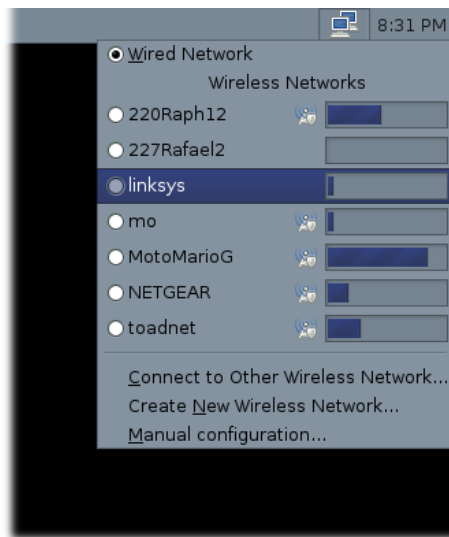 8:31 PM
Wired Network
Wireless Networks
220Raph12
227Rafael2
linksys
mo
MotoMarioG
NETGEAR
toadnet
Connect to Other Wireless Network...
Create New Wireless Network...
Manual configuration...